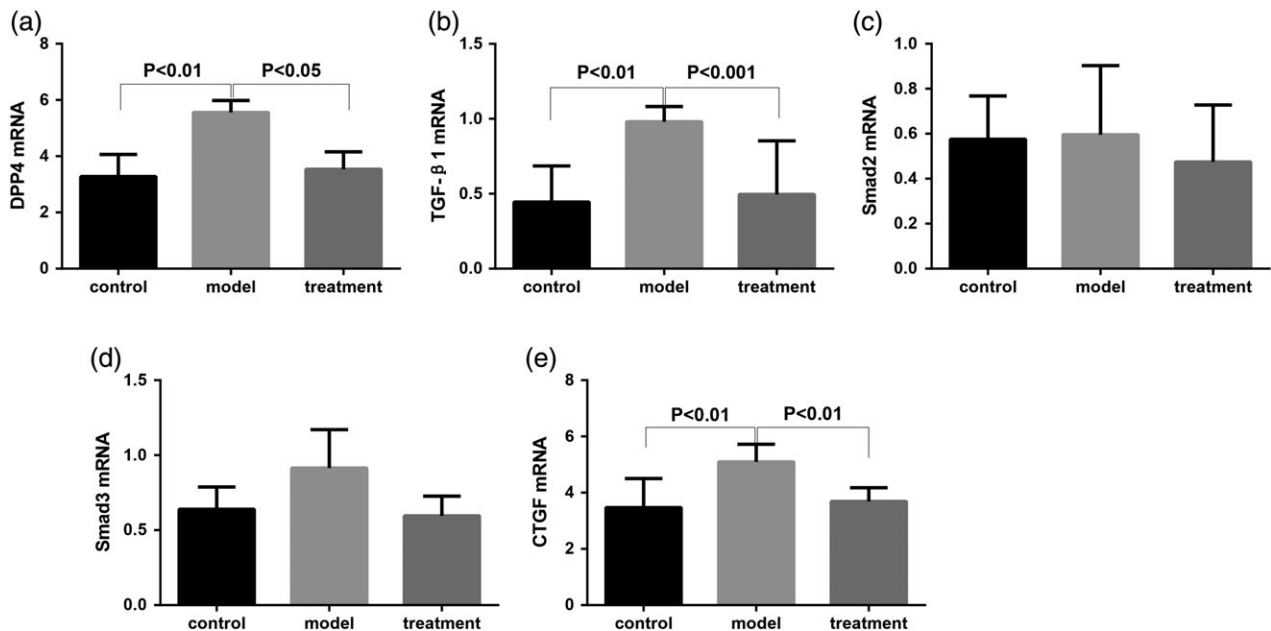 (a)
DPP4 mRNA
8
6
4
2
0
P<0.01
P<0.05
control
model
treatment
(b)
TGF-β 1 mRNA
1.5
1.0
0.5
0.0
P<0.01
P<0.001
control
model
treatment
(c)
Smad2 mRNA
1.0
0.8
0.6
0.4
0.2
0.0
control
model
treatment
(d)
Smad3 mRNA
1.5
1.0
0.5
0.0
control
model
treatment
(e)
CTGF mRNA
8
6
4
2
0
P<0.01
P<0.01
control
model
treatment